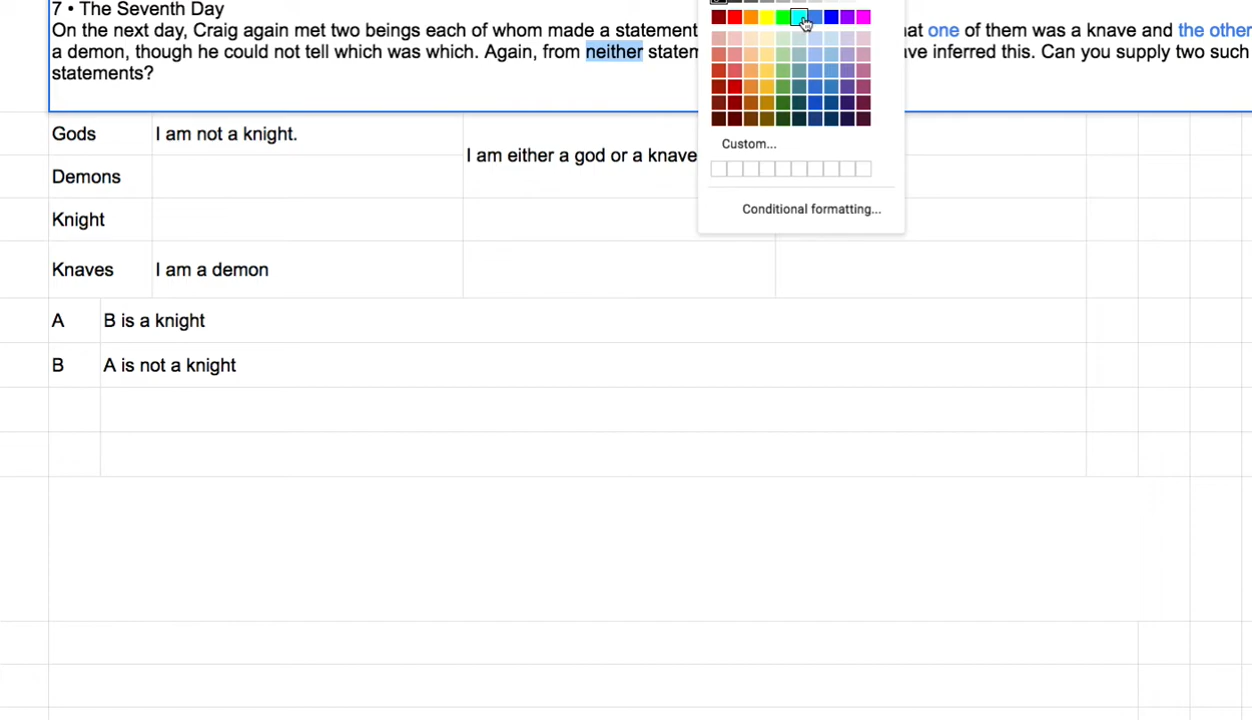 7 • The Seventh Day
On the next day, Craig again met two beings each of whom made a statement at one of them was a knave and the other
a demon, though he could not tell which was which. Again, from neither statem ve inferred this. Can you supply two such
statements?
Gods I am not a knight.
I am either a god or a knave
Demons
Knight
Knaves I am a demon
A B is a knight
B A is not a knight
Custom...
Conditional formatting...